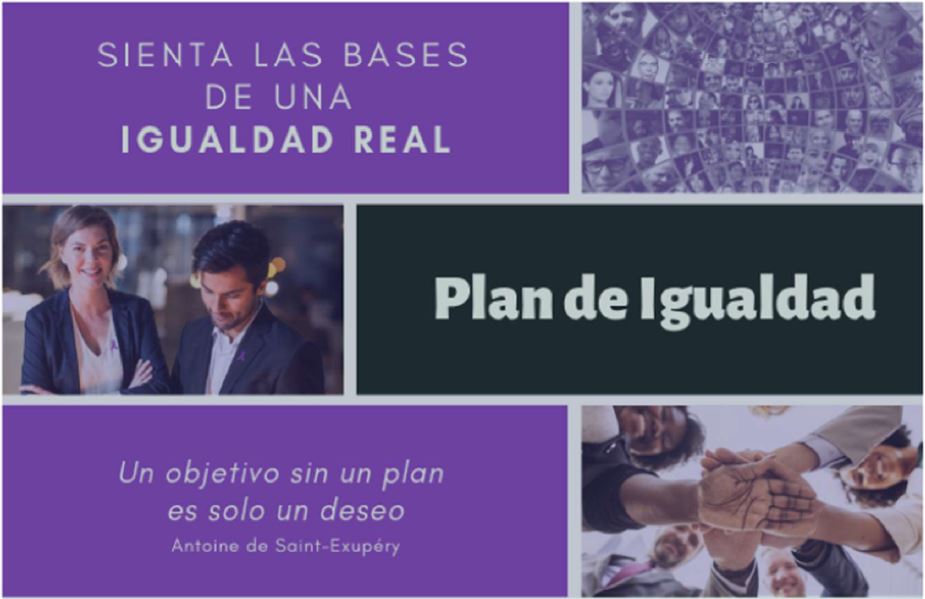 SIENTA LAS BASES
DE UNA
IGUALDAD REAL
Plan de Igualdad
Un objetivo sin un plan
es solo un deseo
Antoine de Saint-Exupéry